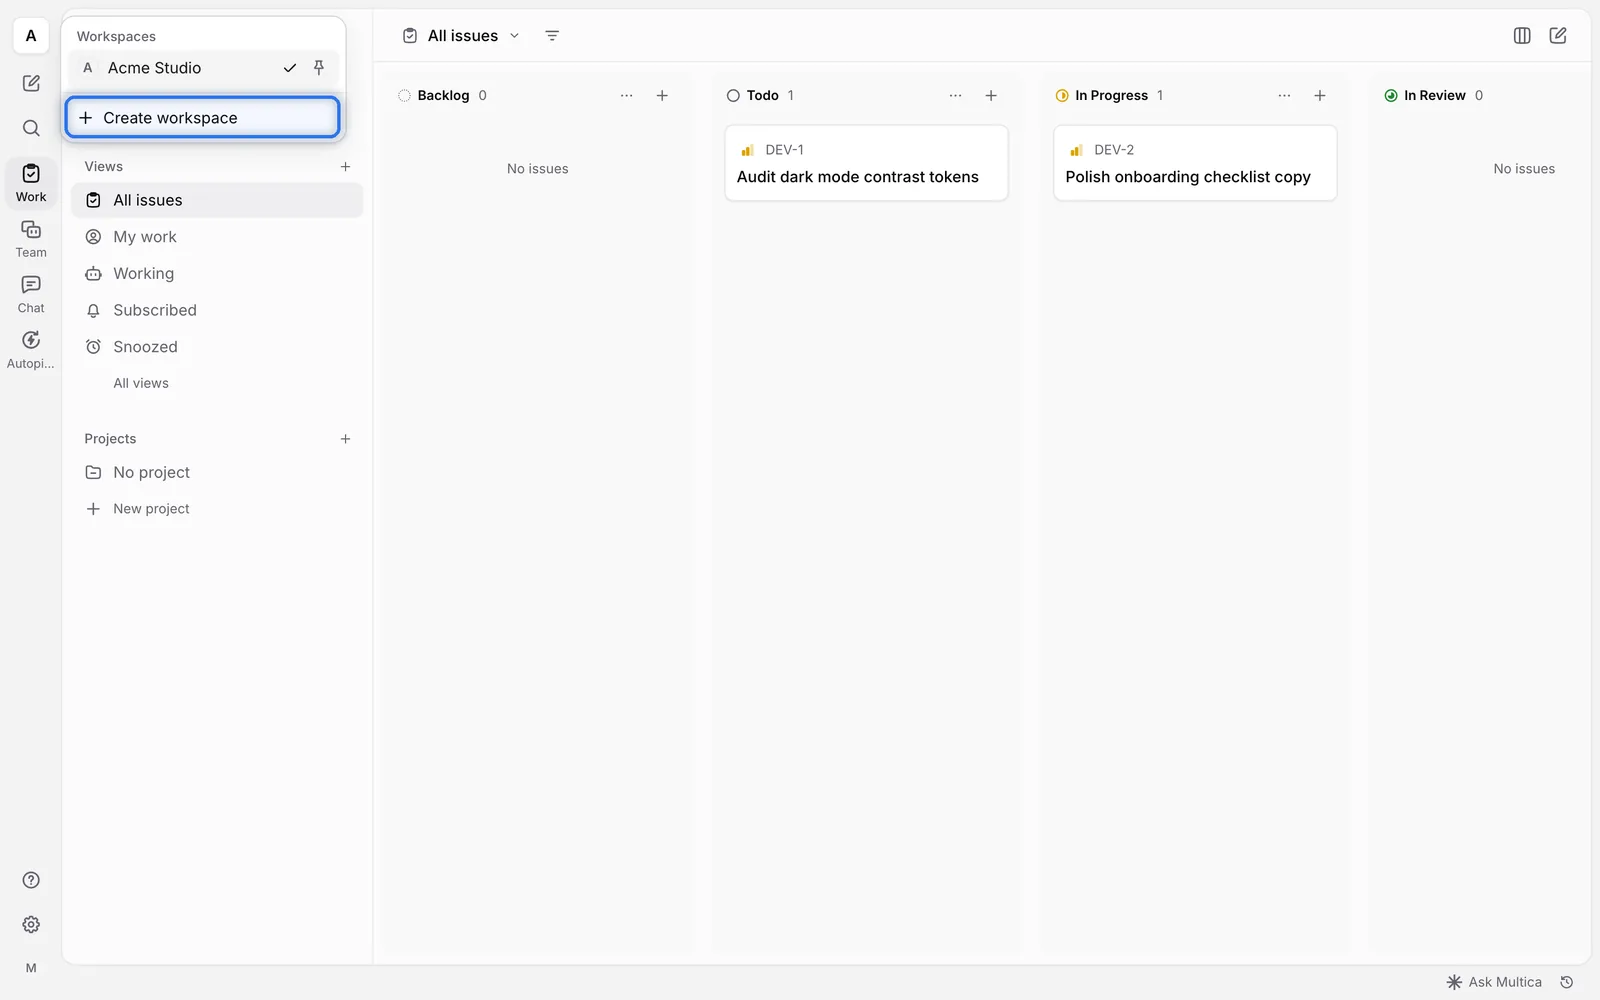 A
Work
Team
Chat
Autopi...
M
Workspaces
A Acme Studio
Create workspace
Views
All issues
My work
Working
Subscribed
Snoozed
All views
Projects
No project
New project
All issues
Backlog 0
No issues
Todo 1
DEV-1
Audit dark mode contrast tokens
In Progress 1
DEV-2
Polish onboarding checklist copy
In Review 0
No issues
Ask Multica